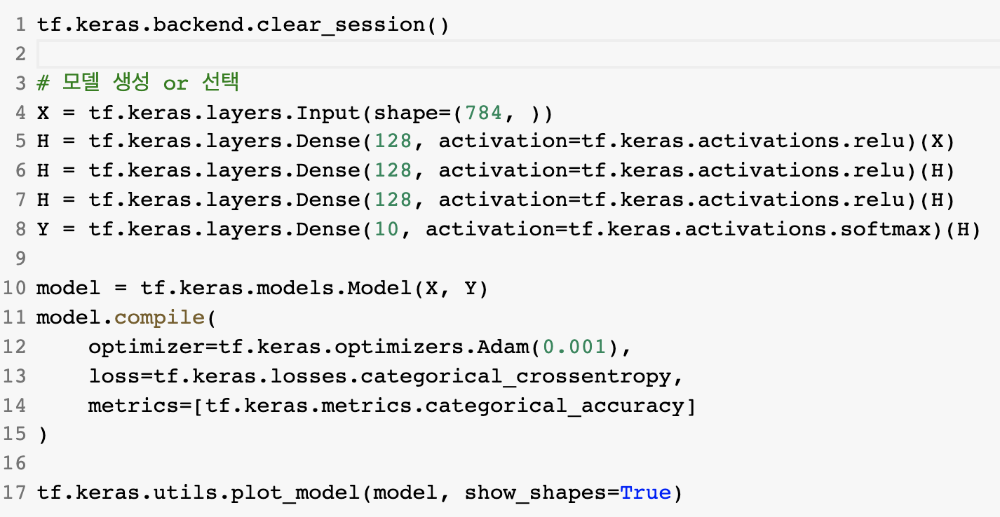 1 tf.keras.backend.clear_session()
2
3 # 모델 생성 or 선택
4 X = tf.keras.layers.Input(shape=(784, ))
5 H = tf.keras.layers.Dense(128, activation=tf.keras.activations.relu)(X)
6 H = tf.keras.layers.Dense(128, activation=tf.keras.activations.relu)(H)
7 H = tf.keras.layers.Dense(128, activation=tf.keras.activations.relu)(H)
8 Y = tf.keras.layers.Dense(10, activation=tf.keras.activations.softmax)(H)
9
10 model = tf.keras.models.Model(X, Y)
11 model.compile(
12     optimizer=tf.keras.optimizers.Adam(0.001),
13     loss=tf.keras.losses.categorical_crossentropy,
14     metrics=[tf.keras.metrics.categorical_accuracy]
15 )
16
17 tf.keras.utils.plot_model(model, show_shapes=True)